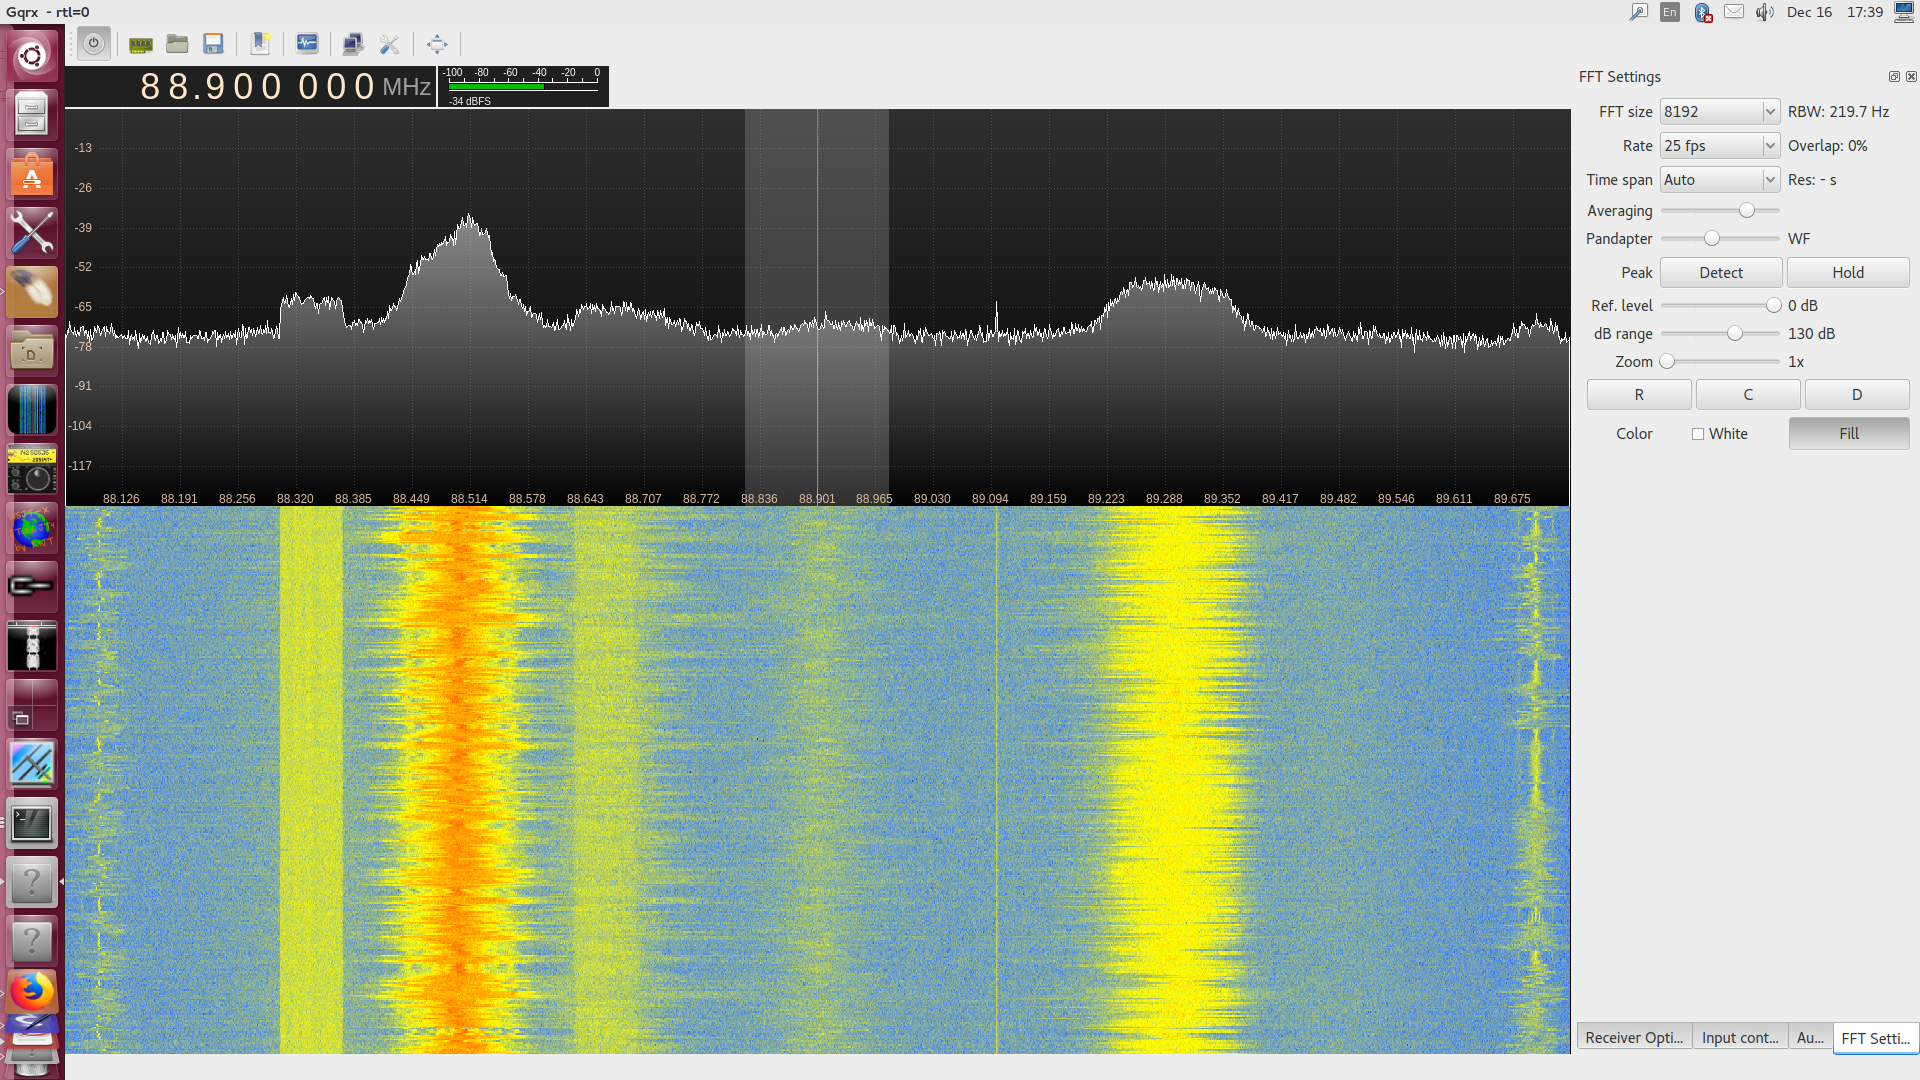 Gqrx - rtl=0
En
Dec 16
17:39
88.900 000 MHz
-100 -80 -60 -40 -20 0
-34 dBFS
-13
-26
-39
-52
-65
-78
-91
-104
-117
88.126 88.191 88.256 88.320 88.385 88.449 88.514 88.578 88.643 88.707 88.772 88.836 88.901 88.965 89.030 89.094 89.159 89.223 89.288 89.352 89.417 89.482 89.546 89.611 89.675
FFT Settings
FFT size 8192 RBW: 219.7 Hz
Rate 25 fps Overlap: 0%
Time span Auto Res: - s
Averaging
Pandapter WF
Peak Detect Hold
Ref. level 0 dB
dB range 130 dB
Zoom 1x
R C D
Color White Fill
Receiver Opti... Input cont... Au... FFT Setti...